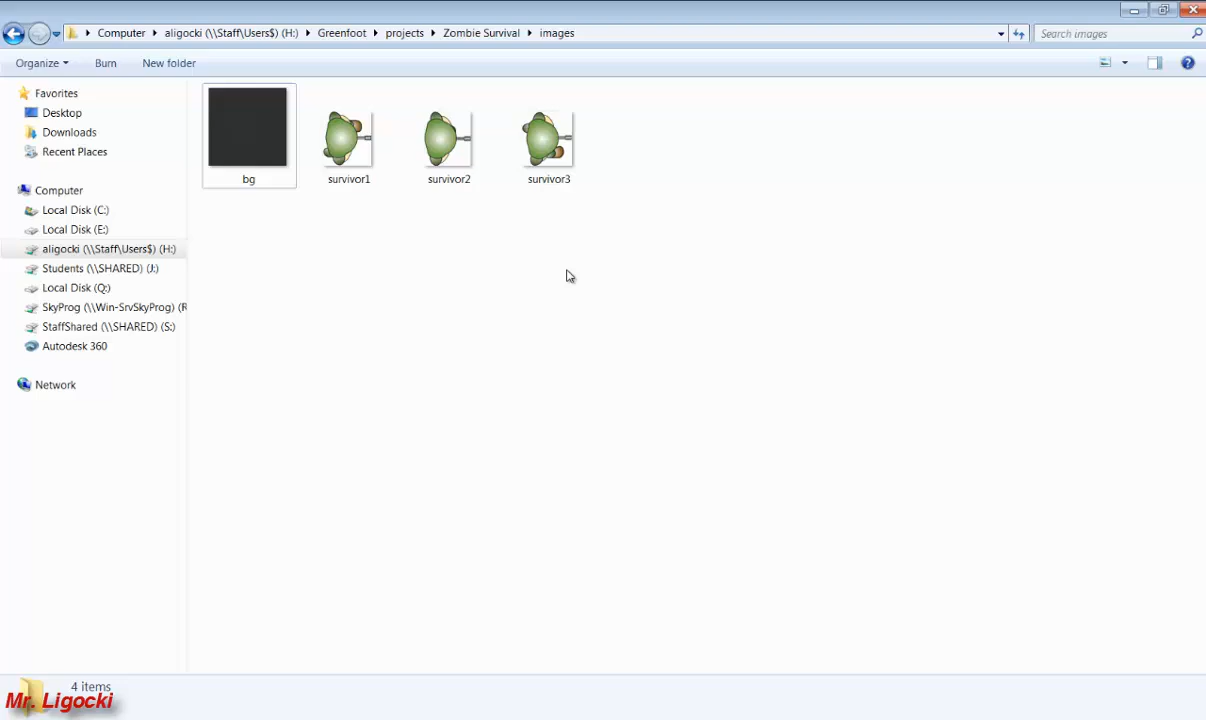 Computer aligocki (\\Staff\Users$) (H:) Greenfoot projects Zombie Survival images Search images
Organize Burn New folder
Favorites
Desktop
Downloads
Recent Places
Computer
Local Disk (C:)
Local Disk (E:)
aligocki (\\Staff\Users$) (H:)
Students (\\SHARED) (J:)
Local Disk (Q:)
SkyProg (\\Win-SrvSkyProg) (R
StaffShared (\\SHARED) (S:)
Autodesk 360
Network
bg survivor1 survivor2 survivor3
4 items
Mr. Ligocki